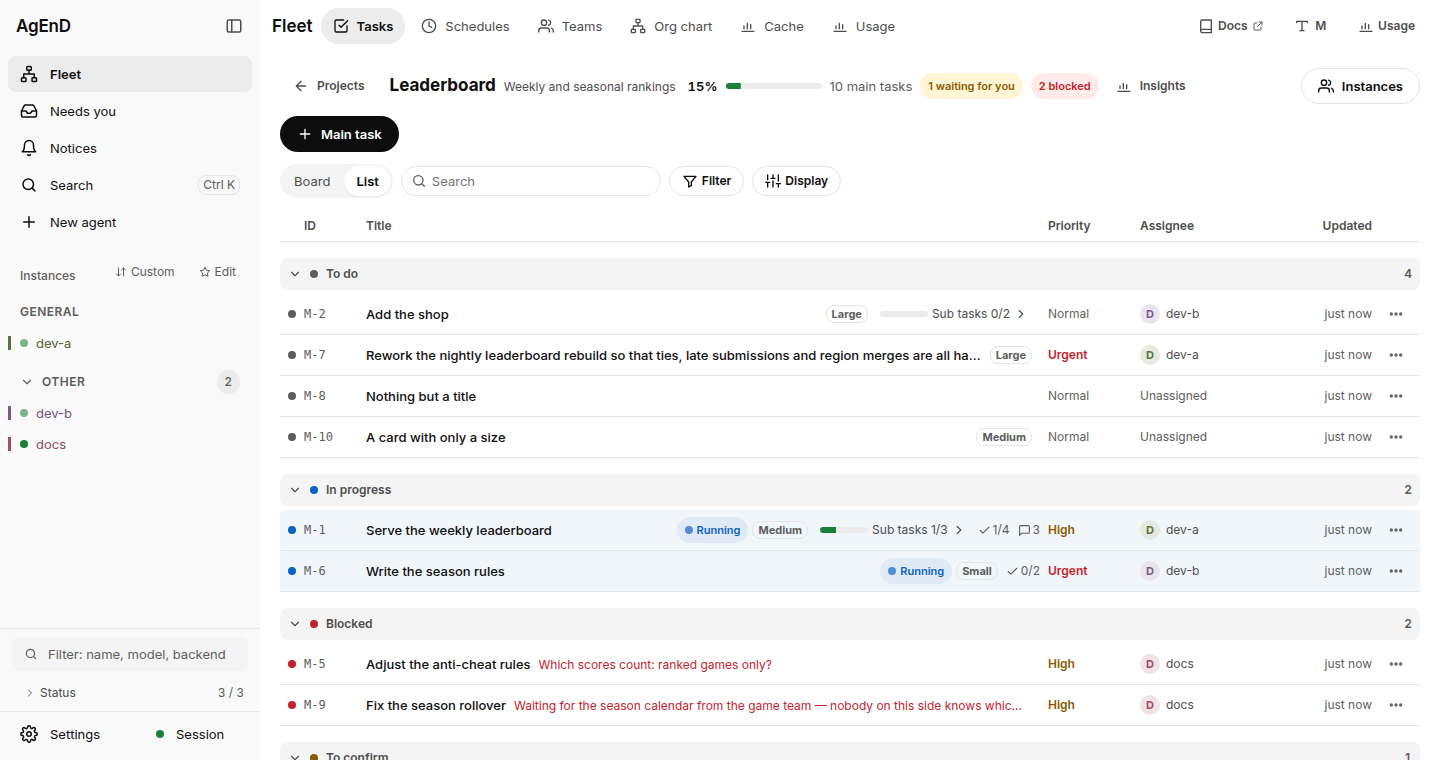 AgEnD
Fleet
Needs you
Notices
Search Ctrl K
New agent
Instances Custom Edit
GENERAL
dev-a
OTHER 2
dev-b
docs
Filter: name, model, backend
Status 3 / 3
Settings Session
Fleet Tasks Schedules Teams Org chart Cache Usage Docs M Usage
Projects Leaderboard Weekly and seasonal rankings 15% 10 main tasks 1 waiting for you 2 blocked Insights Instances
Main task
Board List Search Filter Display
ID Title Priority Assignee Updated
To do 4
M-2 Add the shop Large Sub tasks 0/2 Normal D dev-b just now
M-7 Rework the nightly leaderboard rebuild so that ties, late submissions and region merges are all ha... Large Urgent D dev-a just now
M-8 Nothing but a title Normal Unassigned just now
M-10 A card with only a size Medium Normal Unassigned just now
In progress 2
M-1 Serve the weekly leaderboard Running Medium Sub tasks 1/3 1/4 3 High D dev-a just now
M-6 Write the season rules Running Small 0/2 Urgent D dev-b just now
Blocked 2
M-5 Adjust the anti-cheat rules Which scores count: ranked games only? High D docs just now
M-9 Fix the season rollover Waiting for the season calendar from the game team — nobody on this side knows whic... High D docs just now
To confirm 1